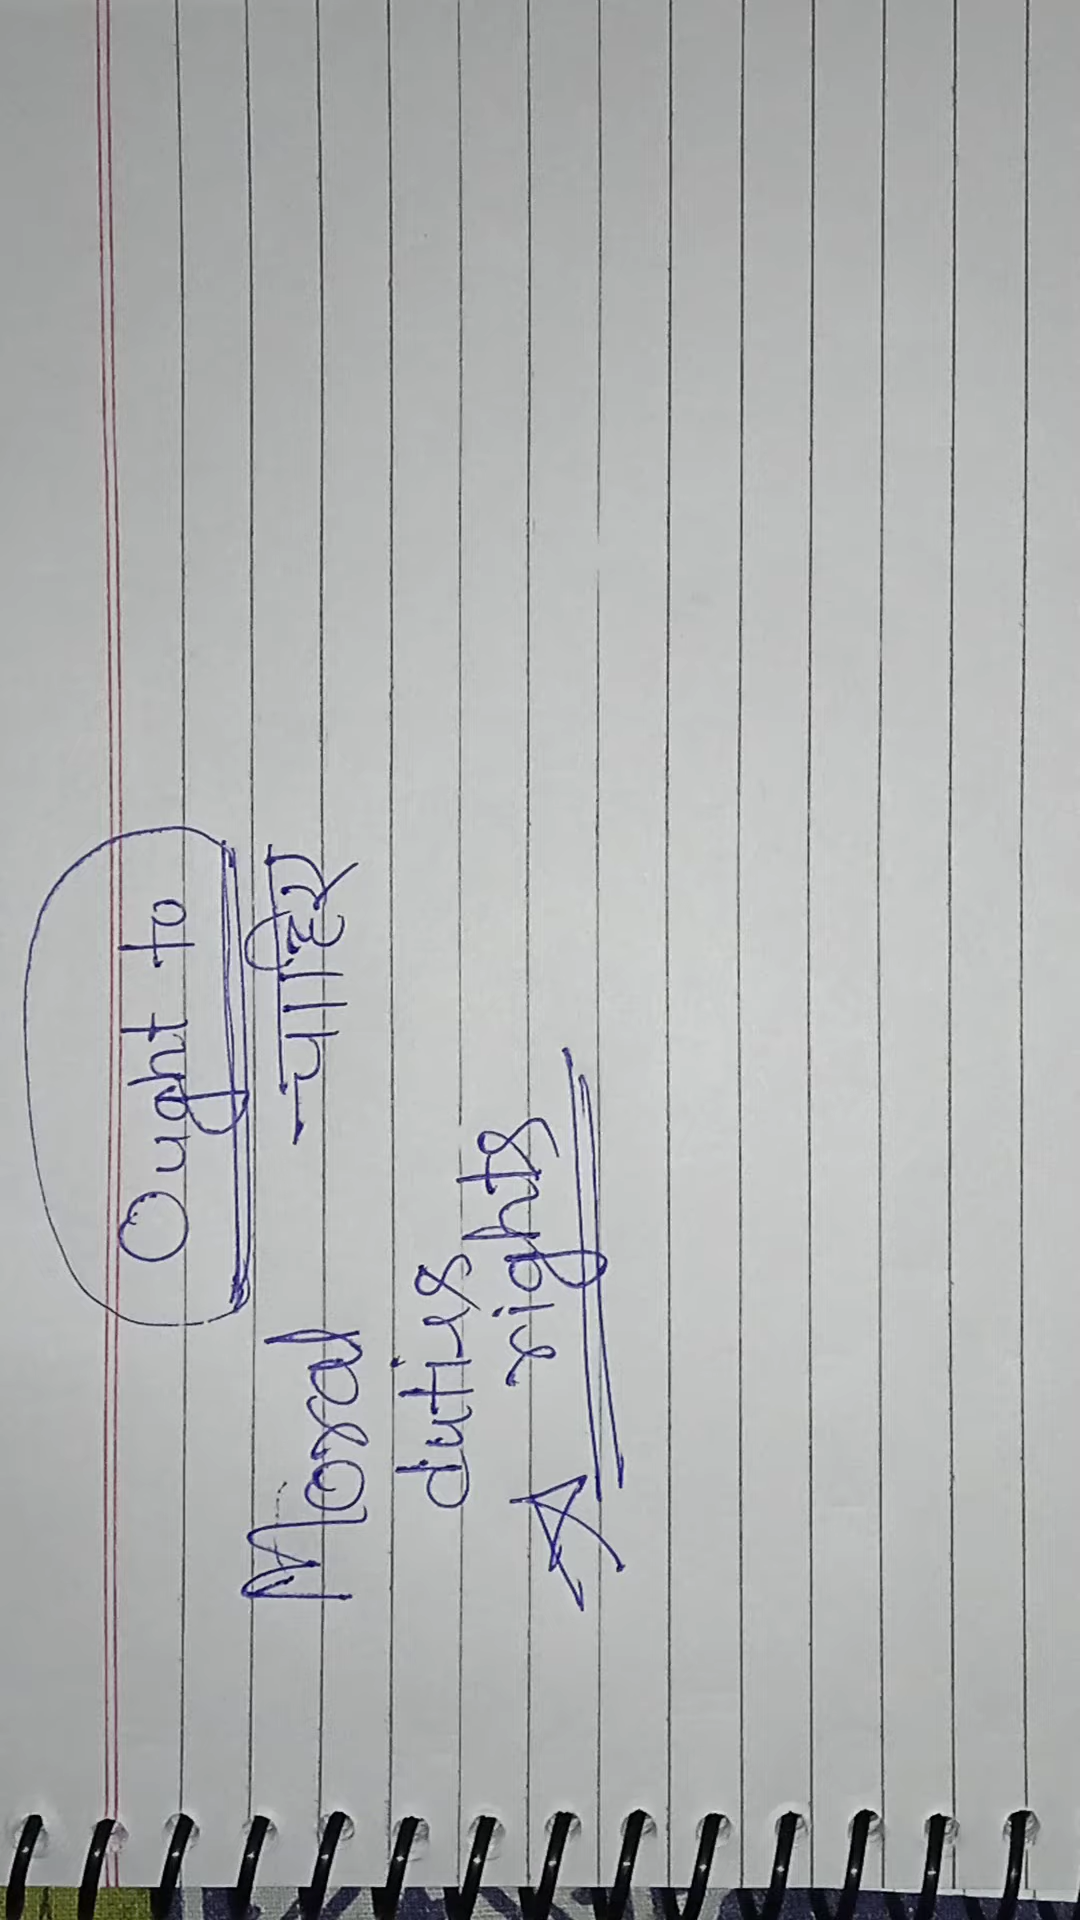 Ought to
चाहिए
Moral
duties
rights